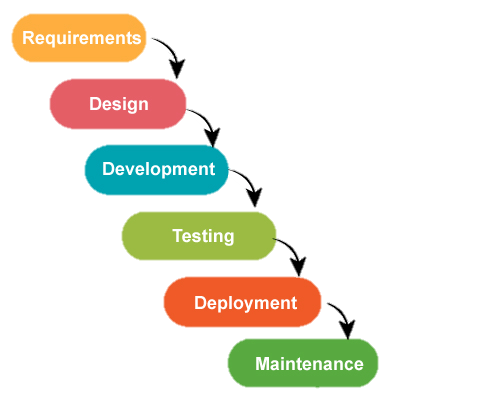 Requirements
Design
Development
Testing
Deployment
Maintenance